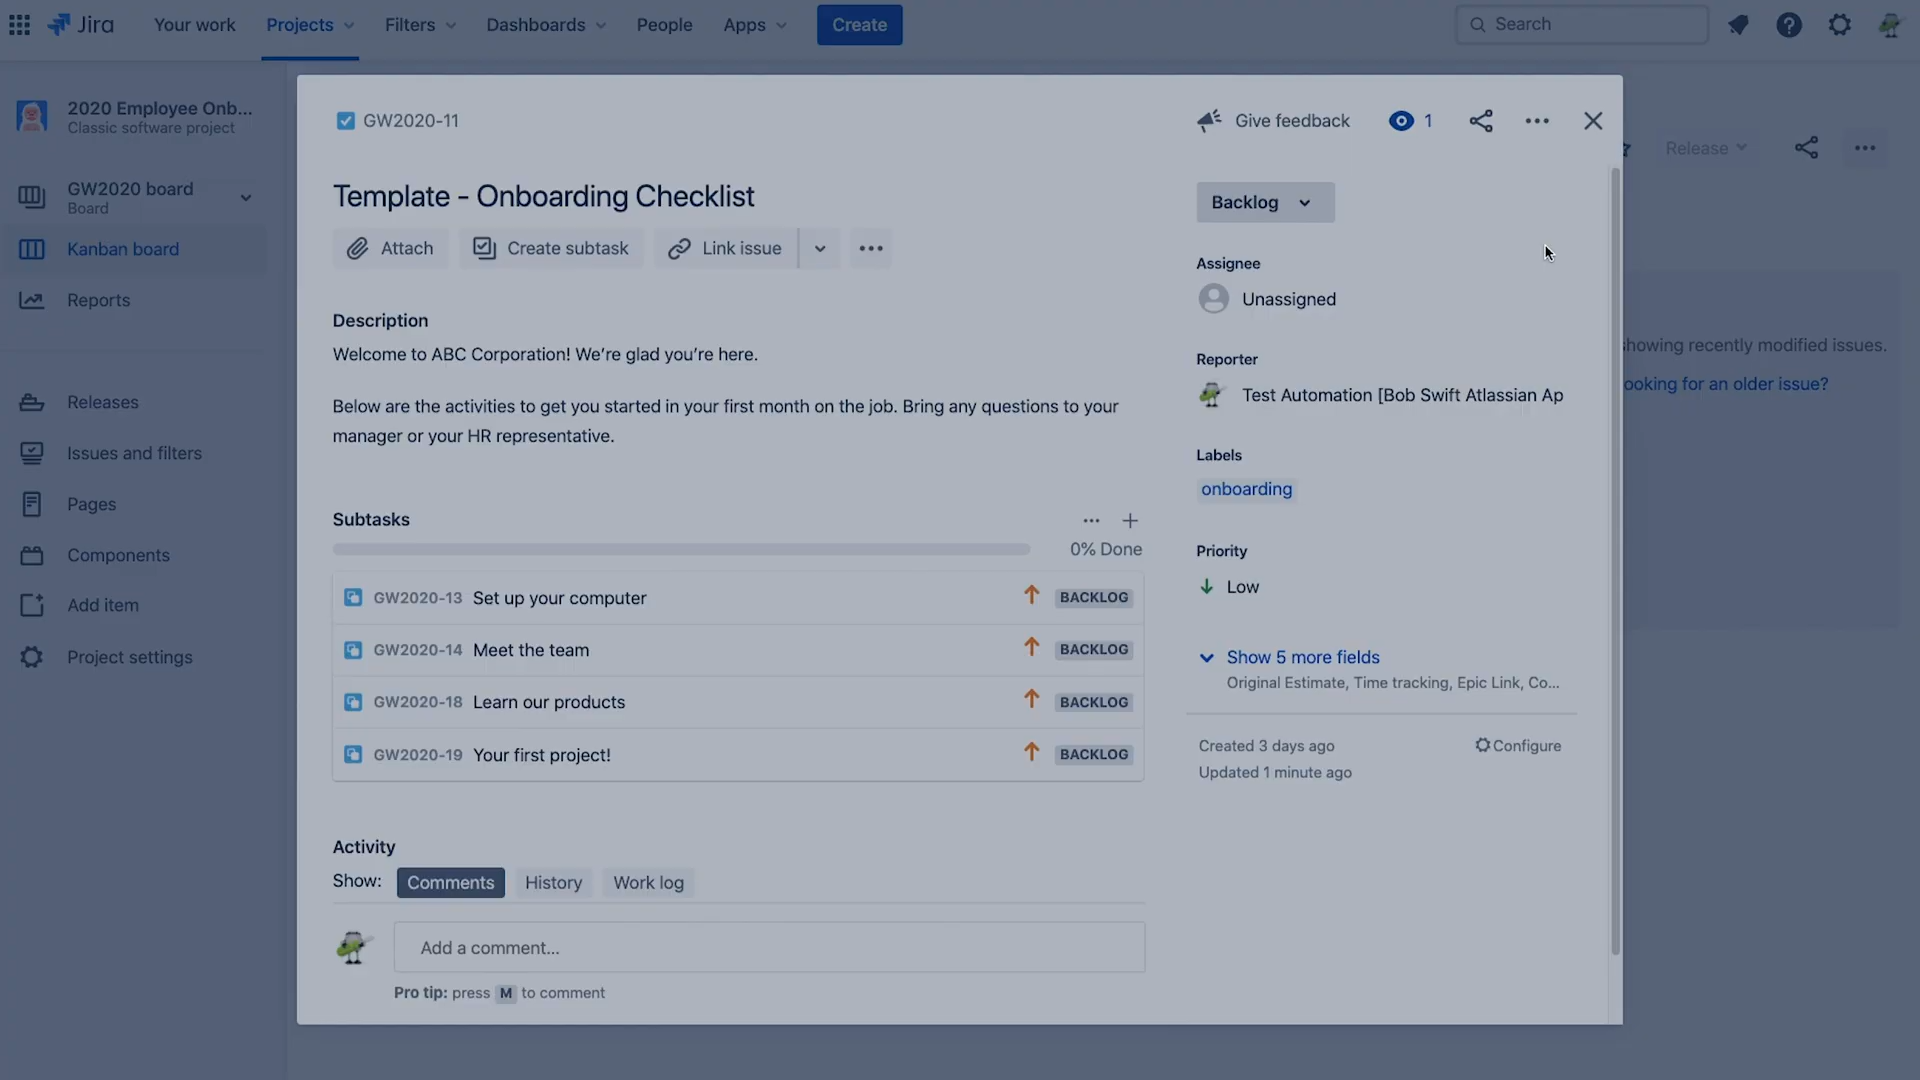 Jira
Your work
Projects
Filters
Dashboards
People
Apps
Create
Search
2020 Employee Onb...
Classic software project
GW2020 board
Board
Kanban board
Reports
Releases
Issues and filters
Pages
Components
Add item
Project settings
GW2020-11
Give feedback
1
Release
Template - Onboarding Checklist
Attach
Create subtask
Link issue
Description
Welcome to ABC Corporation! We're glad you're here.
Below are the activities to get you started in your first month on the job. Bring any questions to your
manager or your HR representative.
Subtasks
0% Done
GW2020-13 Set up your computer BACKLOG
GW2020-14 Meet the team BACKLOG
GW2020-18 Learn our products BACKLOG
GW2020-19 Your first project! BACKLOG
Activity
Show: Comments History Work log
Add a comment...
Pro tip: press M to comment
Backlog
Assignee
Unassigned
Reporter
Test Automation [Bob Swift Atlassian Ap
Labels
onboarding
Priority
Low
Show 5 more fields
Original Estimate, Time tracking, Epic Link, Co...
Created 3 days ago
Configure
Updated 1 minute ago
showing recently modified issues.
ooking for an older issue?